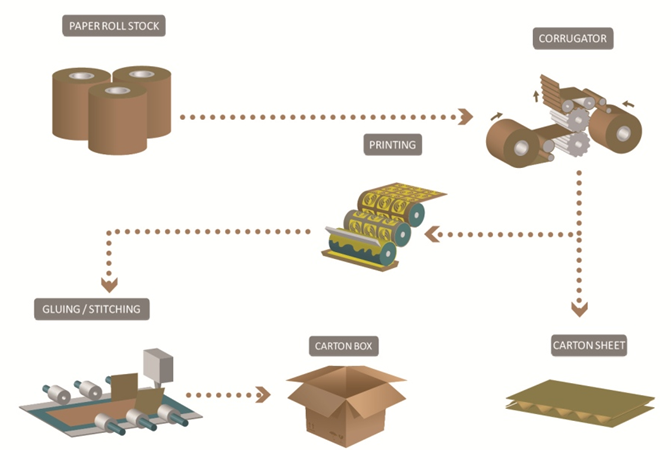 PAPER ROLL STOCK
CORRUGATOR
PRINTING
GLUING / STITCHING
CARTON BOX
CARTON SHEET